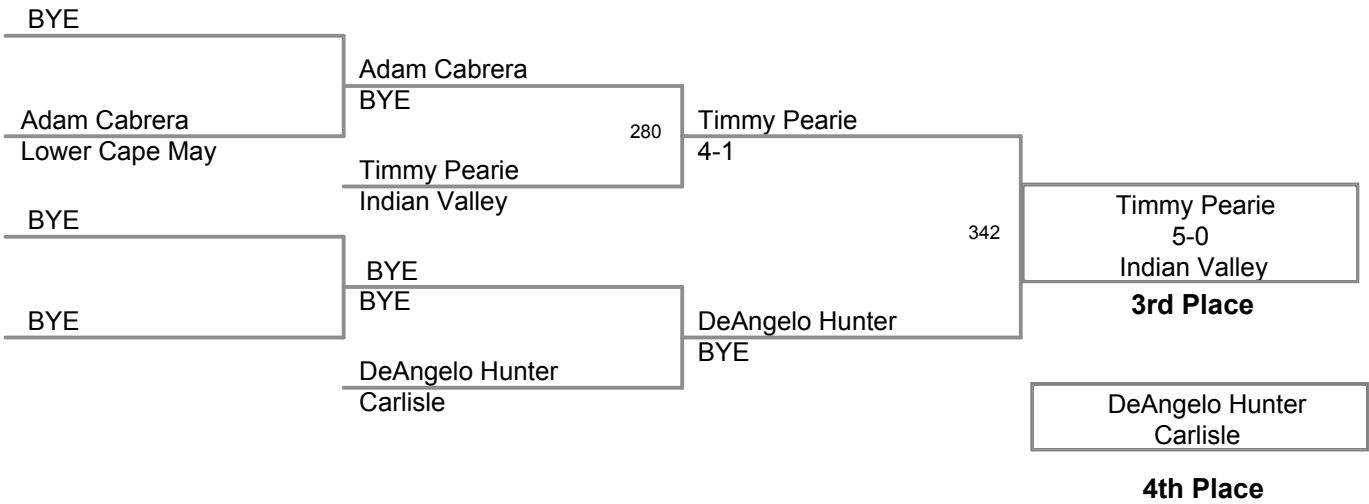 BYE
Adam Cabrera
Lower Cape May
BYE
BYE
Adam Cabrera
BYE
280
Timmy Pearie
Indian Valley
BYE
BYE
DeAngelo Hunter
Carlisle
Timmy Pearie
4-1
342
DeAngelo Hunter
BYE
Timmy Pearie
5-0
Indian Valley
3rd Place
DeAngelo Hunter
Carlisle
4th Place